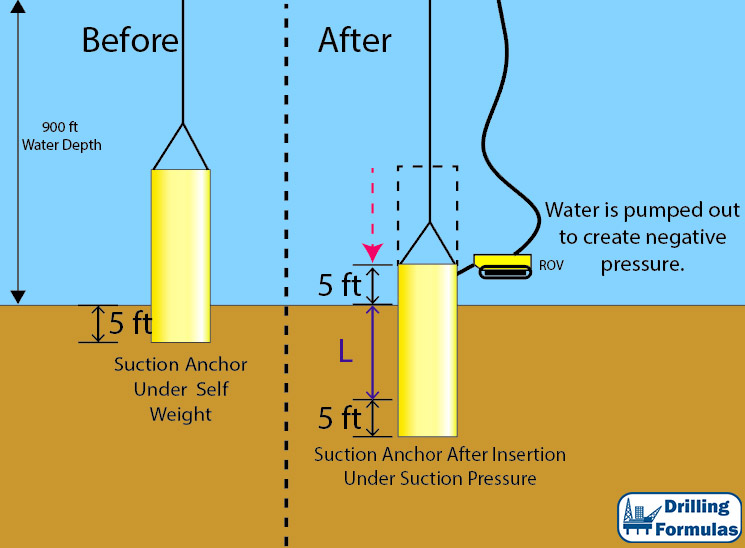 Before
After
900 ft
Water Depth
Water is pumped out
to create negative
pressure.
ROV
5 ft
5 ft
L
5 ft
Suction Anchor
Under Self
Weight
Suction Anchor After Insertion
Under Suction Pressure
Drilling
Formulas